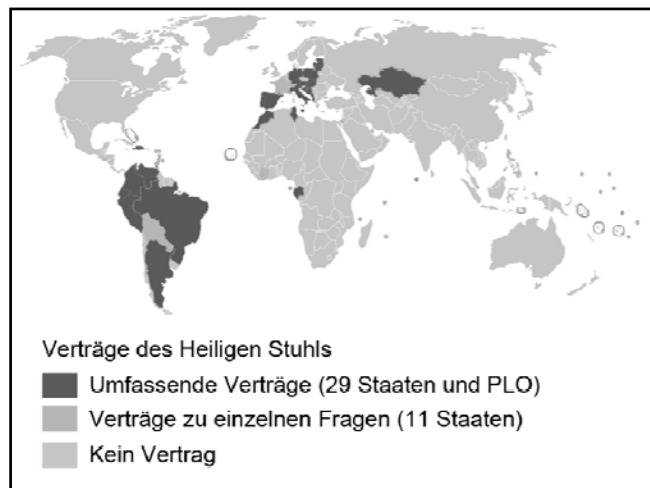 Verträge des Heiligen Stuhls
Umfassende Verträge (29 Staaten und PLO)
Verträge zu einzelnen Fragen (11 Staaten)
Kein Vertrag